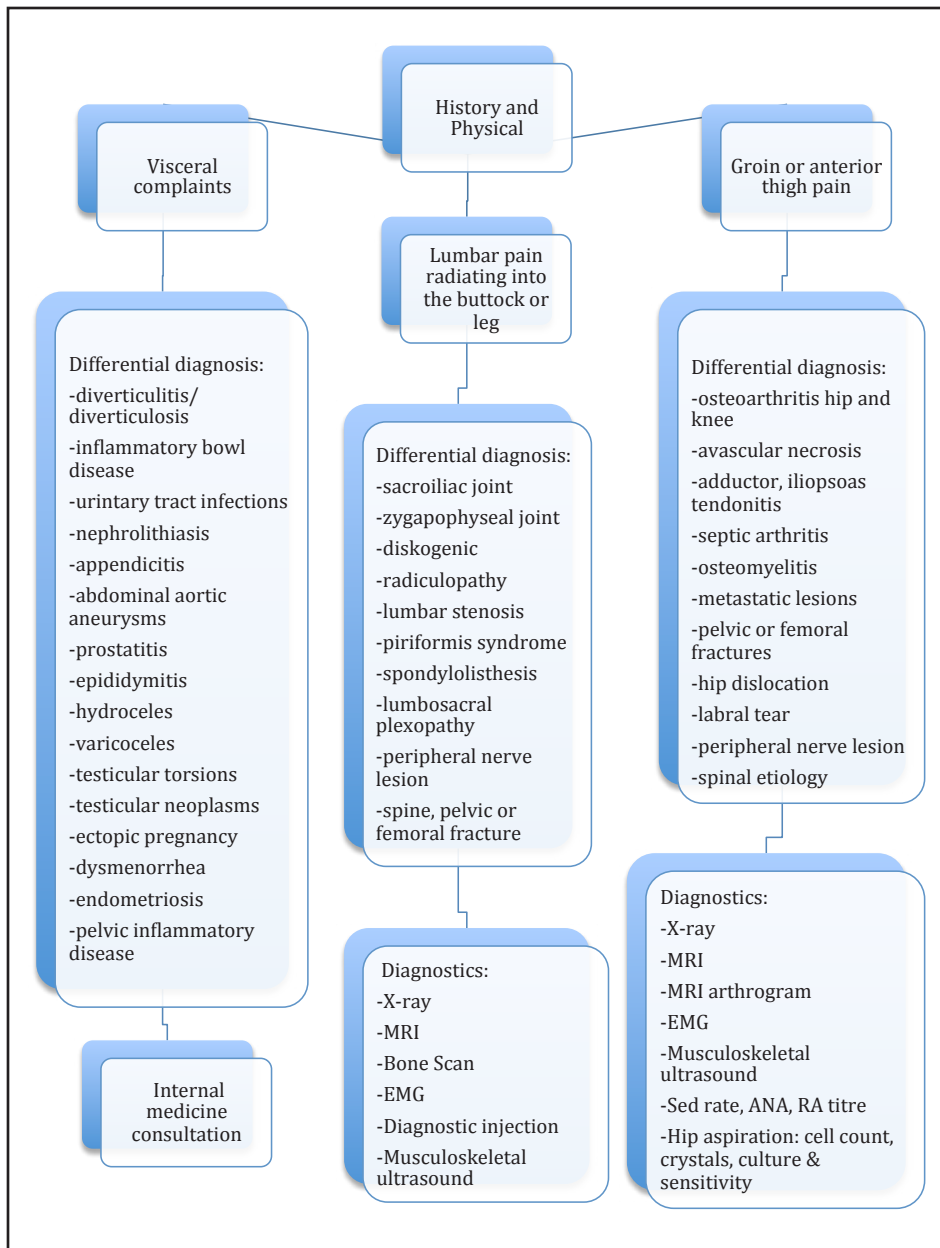 History and
Physical
Visceral
complaints
Groin or anterior
thigh pain
Lumbar pain
radiating into
the buttock or
leg
Differential diagnosis:
-diverticulitis/
diverticulosis
-inflammatory bowl
disease
-urintary tract infections
-nephrolithiasis
-appendicitis
-abdominal aortic
aneurysms
-prostatitis
-epididymitis
-hydroceles
-varicoceles
-testicular torsions
-testicular neoplasms
-ectopic pregnancy
-dysmenorrhea
-endometriosis
-pelvic inflammatory
disease
Internal
medicine
consultation
Differential diagnosis:
-sacroiliac joint
-zygapophyseal joint
-diskogenic
-radiculopathy
-lumbar stenosis
-piriformis syndrome
-spondylolisthesis
-lumbosacral
plexopathy
-peripheral nerve
lesion
-spine, pelvic or
femoral fracture
Diagnostics:
-X-ray
-MRI
-Bone Scan
-EMG
-Diagnostic injection
-Musculoskeletal
ultrasound
Differential diagnosis:
-osteoarthritis hip and
knee
-avascular necrosis
-adductor, iliopsoas
tendonitis
-septic arthritis
-osteomyelitis
-metastatic lesions
-pelvic or femoral
fractures
-hip dislocation
-labral tear
-peripheral nerve lesion
-spinal etiology
Diagnostics:
-X-ray
-MRI
-MRI arthrogram
-EMG
-Musculoskeletal
ultrasound
-Sed rate, ANA, RA titre
-Hip aspiration: cell count,
crystals, culture &
sensitivity